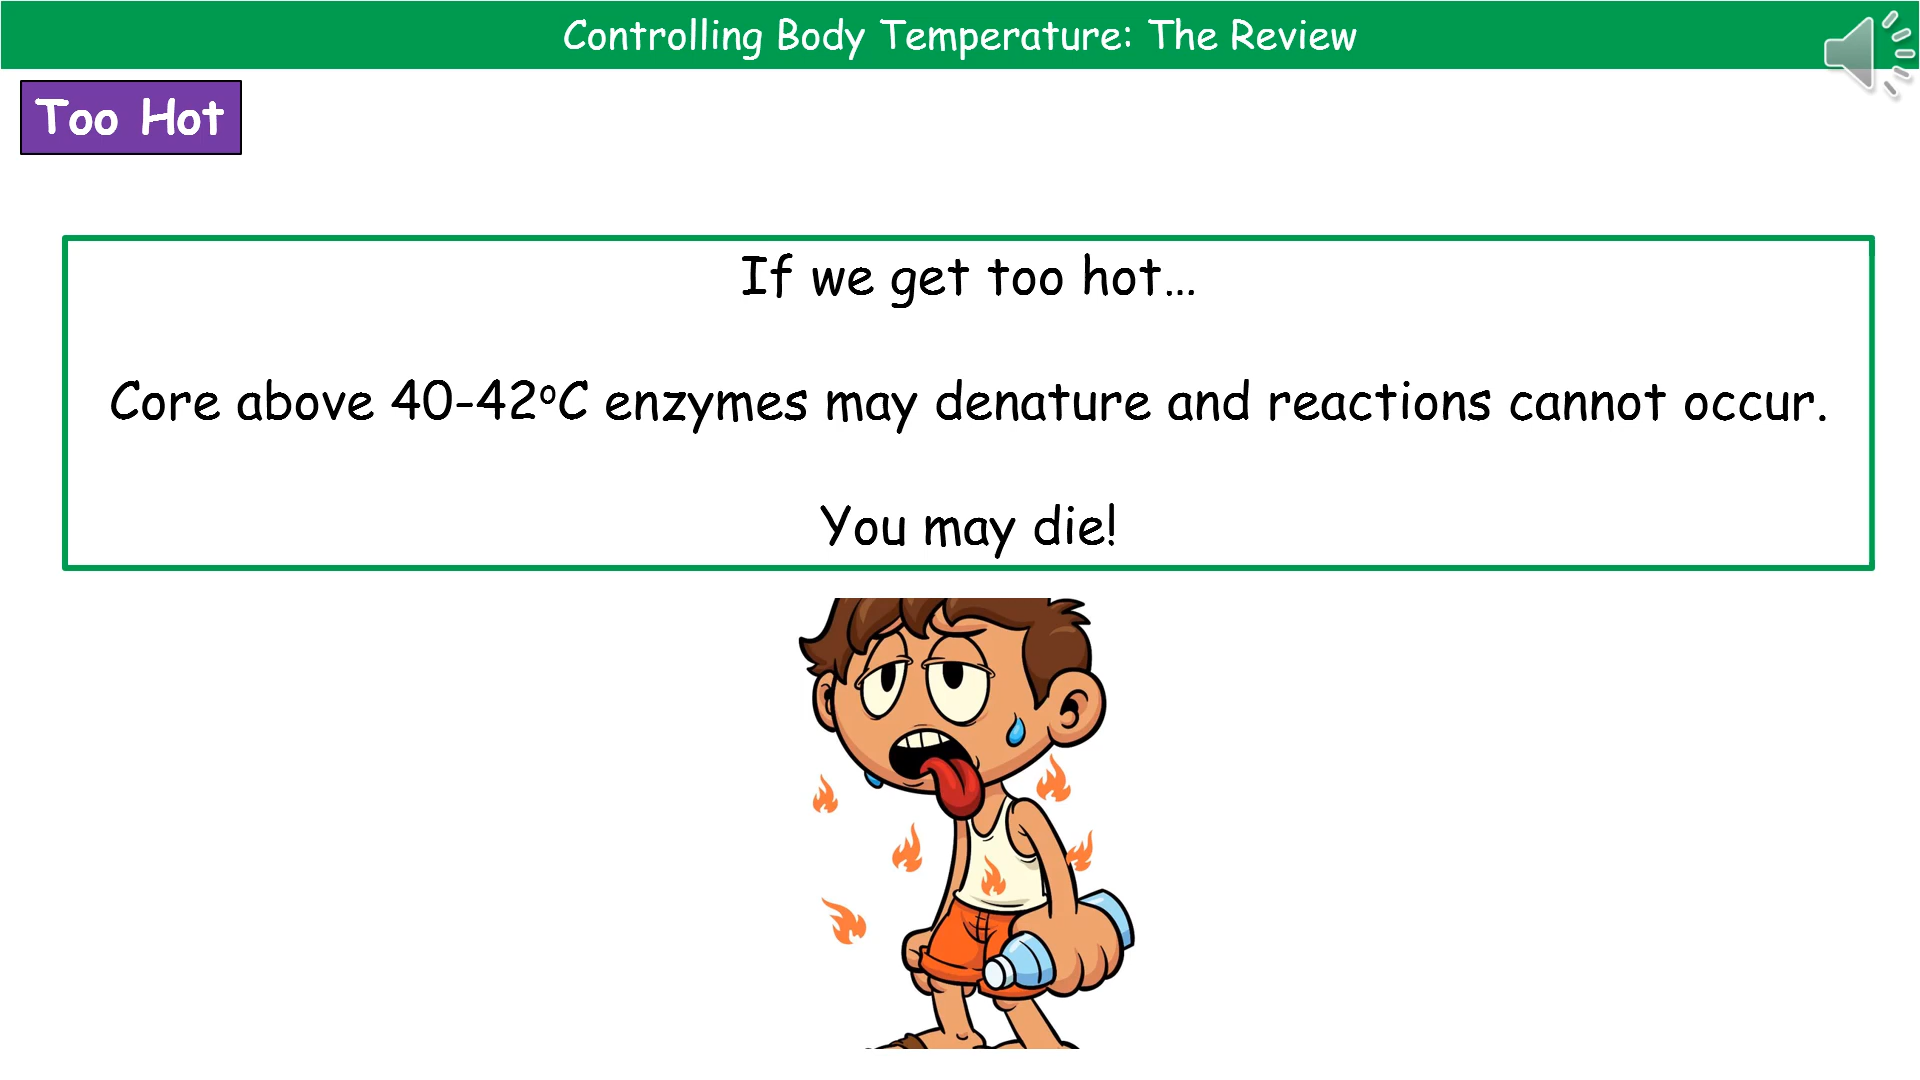 Controlling Body Temperature: The Review
Too Hot
If we get too hot...
Core above 40-42°C enzymes may denature and reactions cannot occur.
You may die!